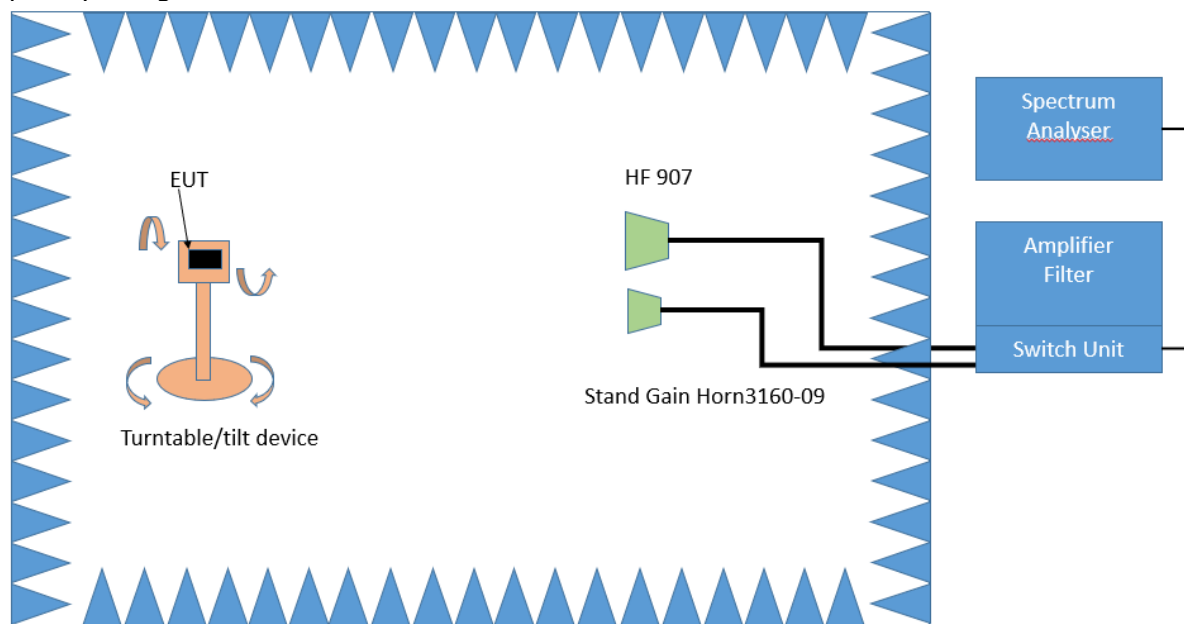 EUT
HF 907
Stand Gain Horn3160-09
Turntable/tilt device
Spectrum
Analyser
Amplifier
Filter
Switch Unit